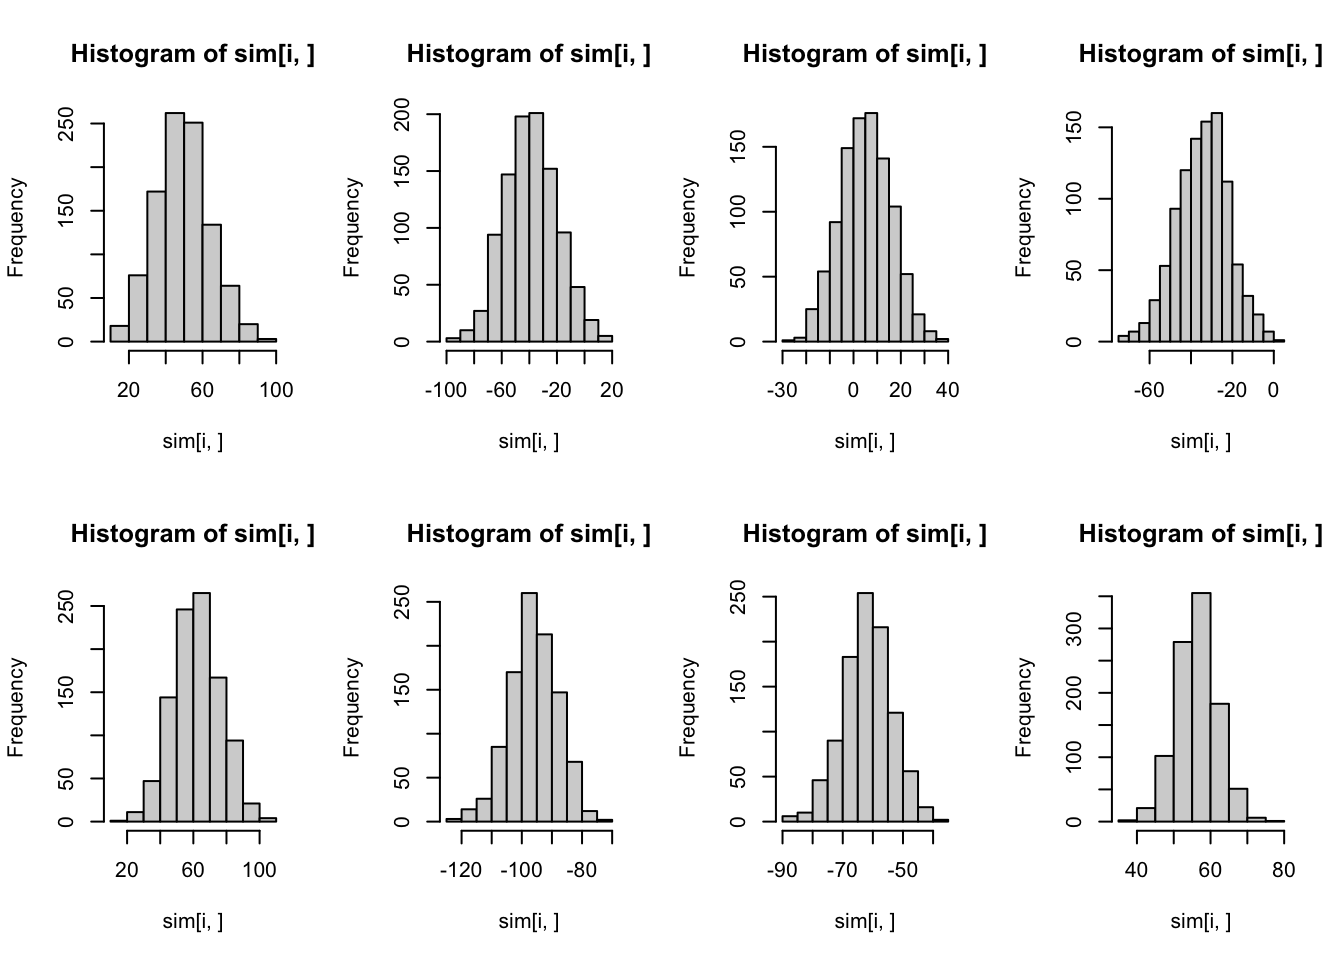 Histogram of sim[i, ]
Frequency
250
150
50
0
20 60 100
sim[i, ]
Histogram of sim[i, ]
Frequency
200
150
100
50
0
-100 -60 -20 20
sim[i, ]
Histogram of sim[i, ]
Frequency
150
100
50
0
-30 0 20 40
sim[i, ]
Histogram of sim[i, ]
Frequency
150
100
50
0
-60 -20 0
sim[i, ]
Histogram of sim[i, ]
Frequency
250
150
50
0
20 60 100
sim[i, ]
Histogram of sim[i, ]
Frequency
250
150
50
0
-120 -100 -80
sim[i, ]
Histogram of sim[i, ]
Frequency
250
150
50
0
-90 -70 -50
sim[i, ]
Histogram of sim[i, ]
Frequency
300
200
100
0
40 60 80
sim[i, ]